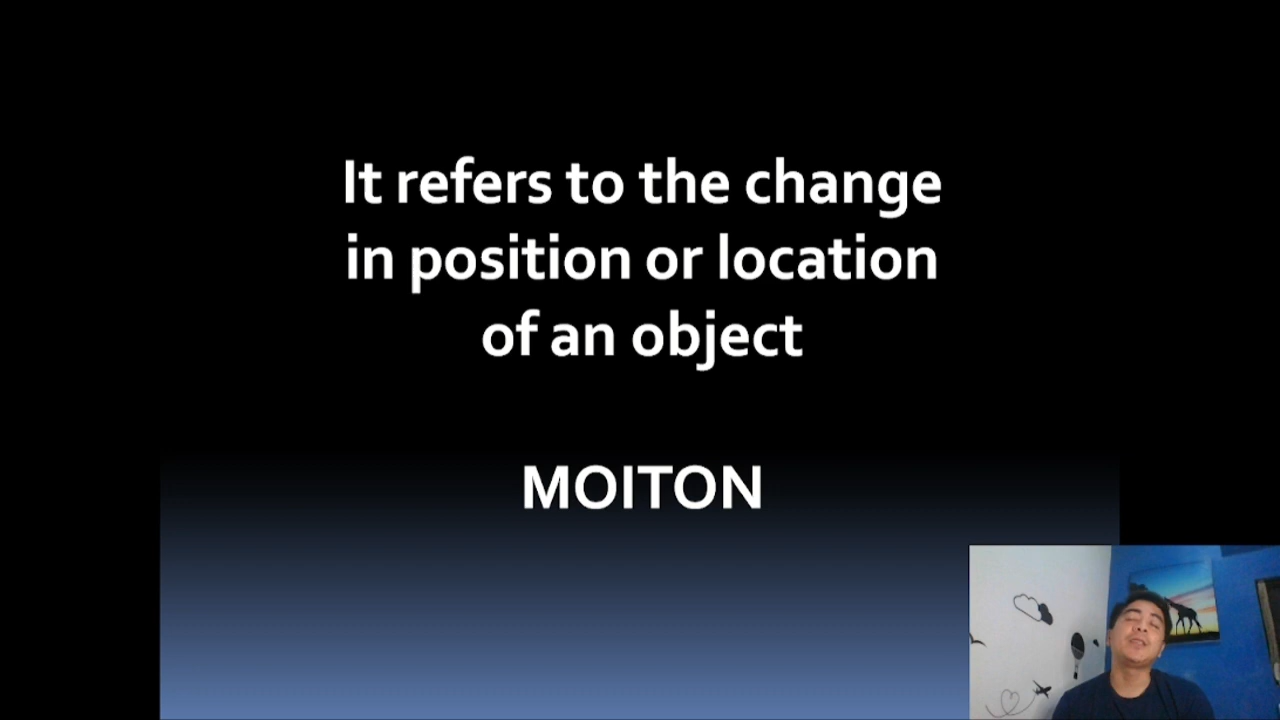 It refers to the change
in position or location
of an object
MOITON